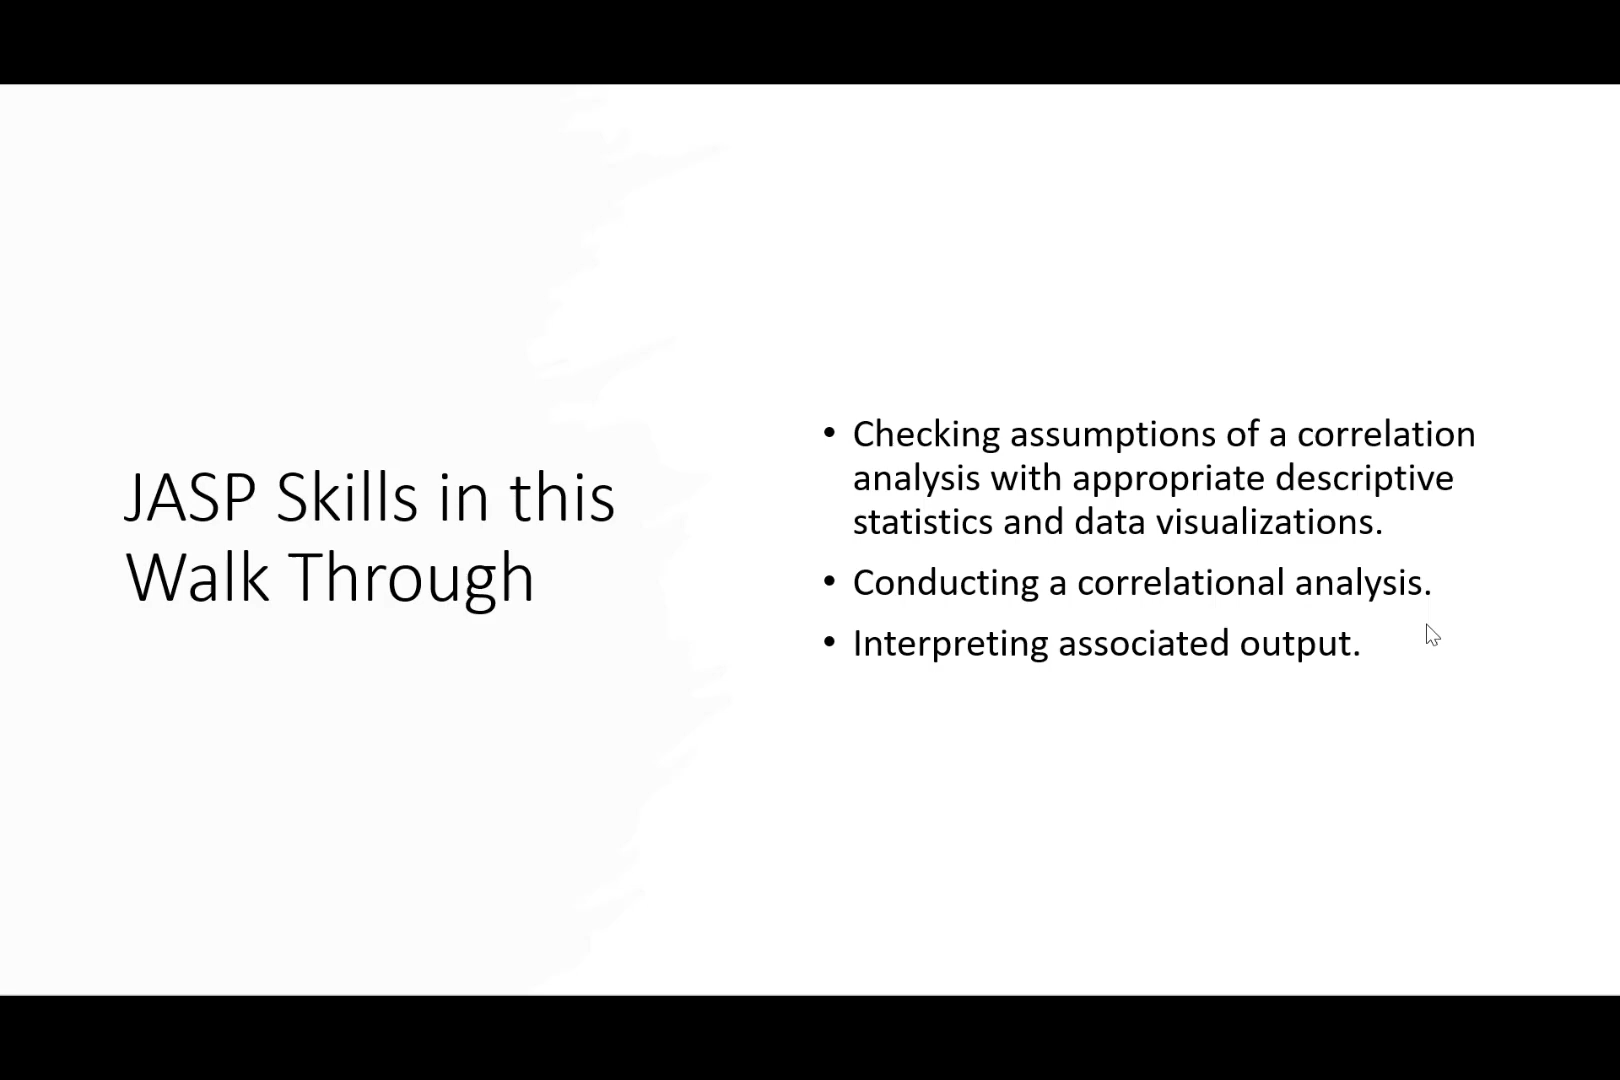 JASP Skills in this
Walk Through
• Checking assumptions of a correlation
analysis with appropriate descriptive
statistics and data visualizations.
• Conducting a correlational analysis.
• Interpreting associated output.